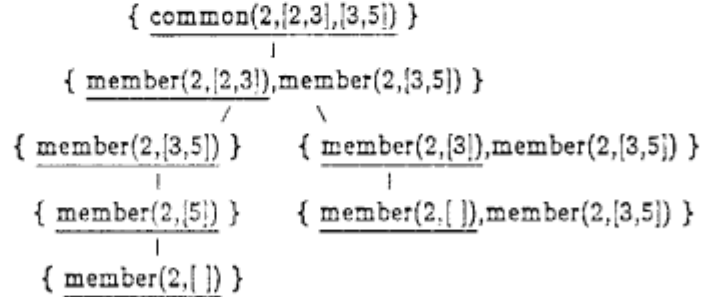 { common(2,[2,3],[3,5]) }
{ member(2,[2,3]),member(2,[3,5]) }
{ member(2,[3,5]) } { member(2,[3]),member(2,[3,5]) }
{ member(2,[5]) } { member(2,[ ]),member(2,[3,5]) }
{ member(2,[ ]) }